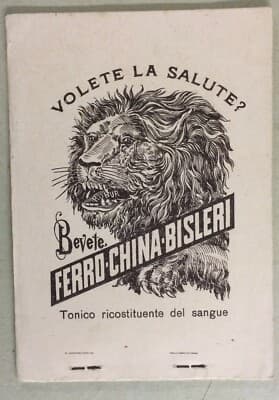 VOLETE LA SALUTE?
Bevete.
FERRO-CHINA-BISLERI
Tonico ricostituente del sangue